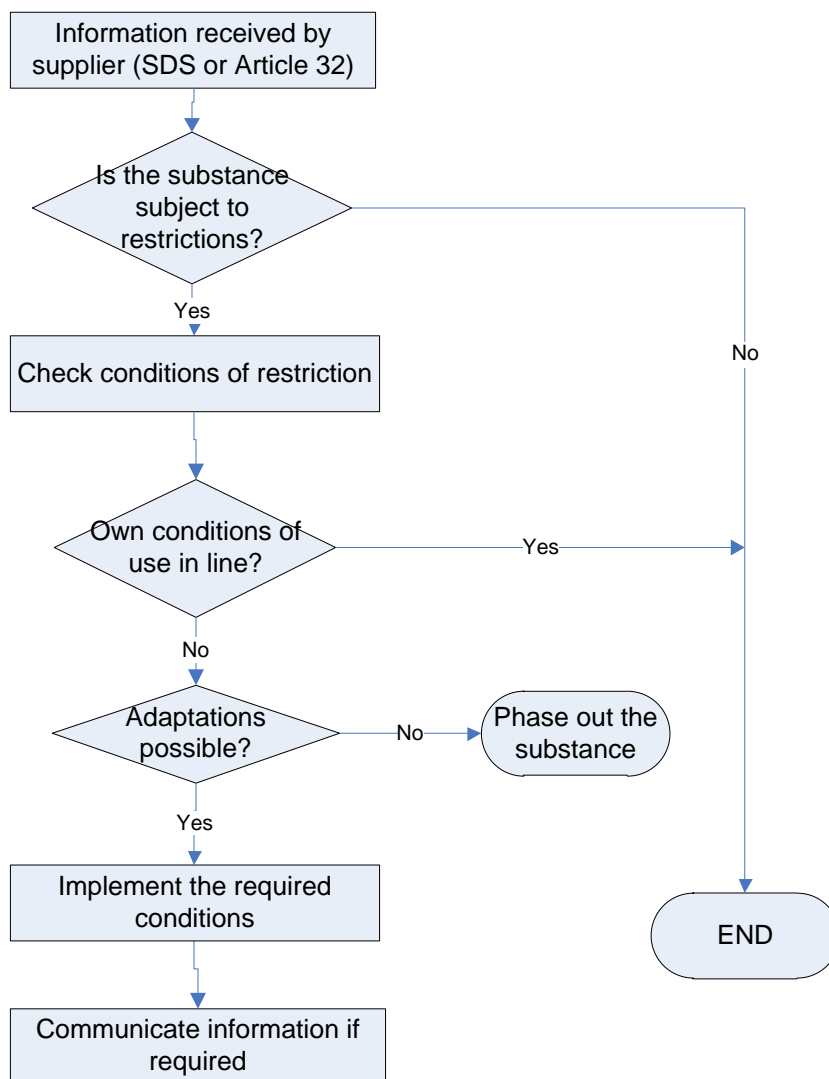 Information received by
supplier (SDS or Article 32)
Is the substance
subject to
restrictions?
Yes
No
Check conditions of restriction
Own conditions of
use in line?
Yes
No
Adaptations
possible?
No
Phase out the
substance
Yes
Implement the required
conditions
END
Communicate information if
required